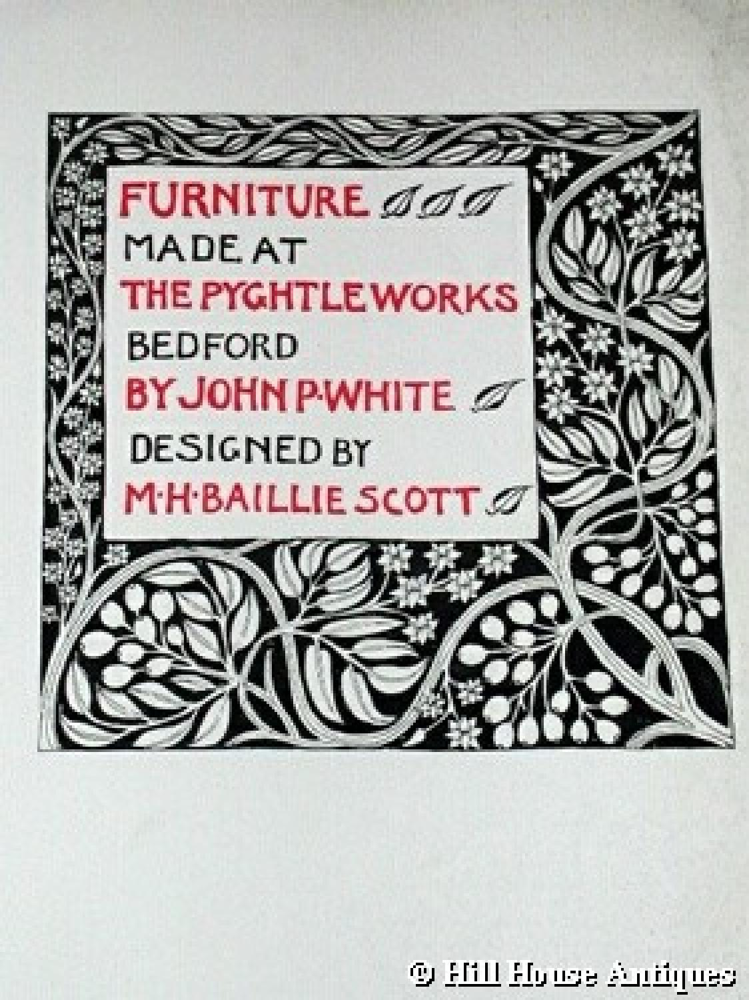 FURNITURE
MADE AT
THE PYGHTLE WORKS
BEDFORD
BY JOHN P. WHITE
DESIGNED BY
M·H·BAILLIE SCOTT
© Hill House Antiques